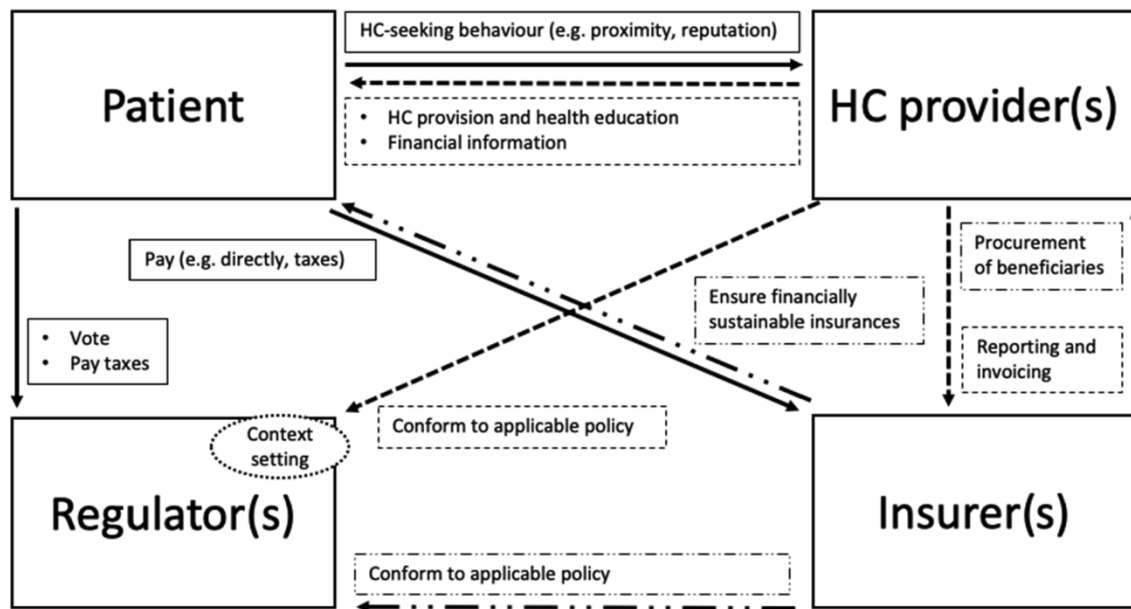 HC-seeking behaviour (e.g. proximity, reputation)
Patient
HC provider(s)
• HC provision and health education
• Financial information
Pay (e.g. directly, taxes)
Procurement
of beneficiaries
Ensure financially
sustainable insurances
• Vote
• Pay taxes
Reporting and
invoicing
Context
setting
Conform to applicable policy
Regulator(s)
Insurer(s)
Conform to applicable policy